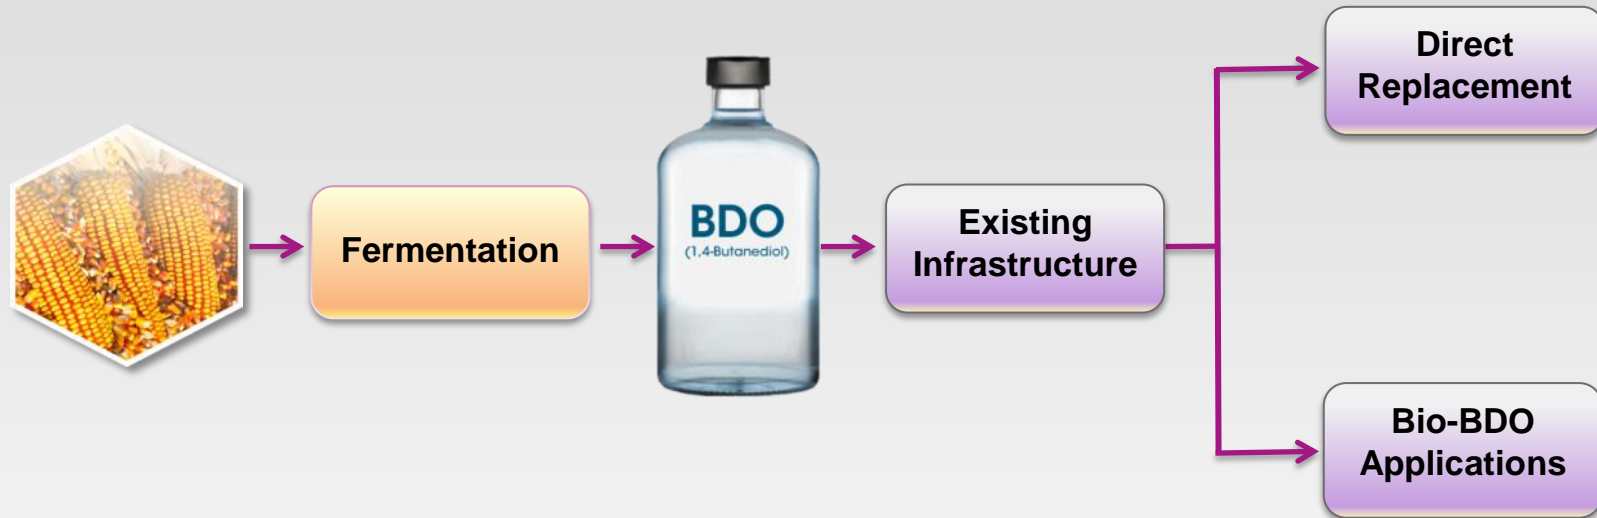 Fermentation
BDO
(1,4-Butanediol)
Existing
Infrastructure
Direct
Replacement
Bio-BDO
Applications